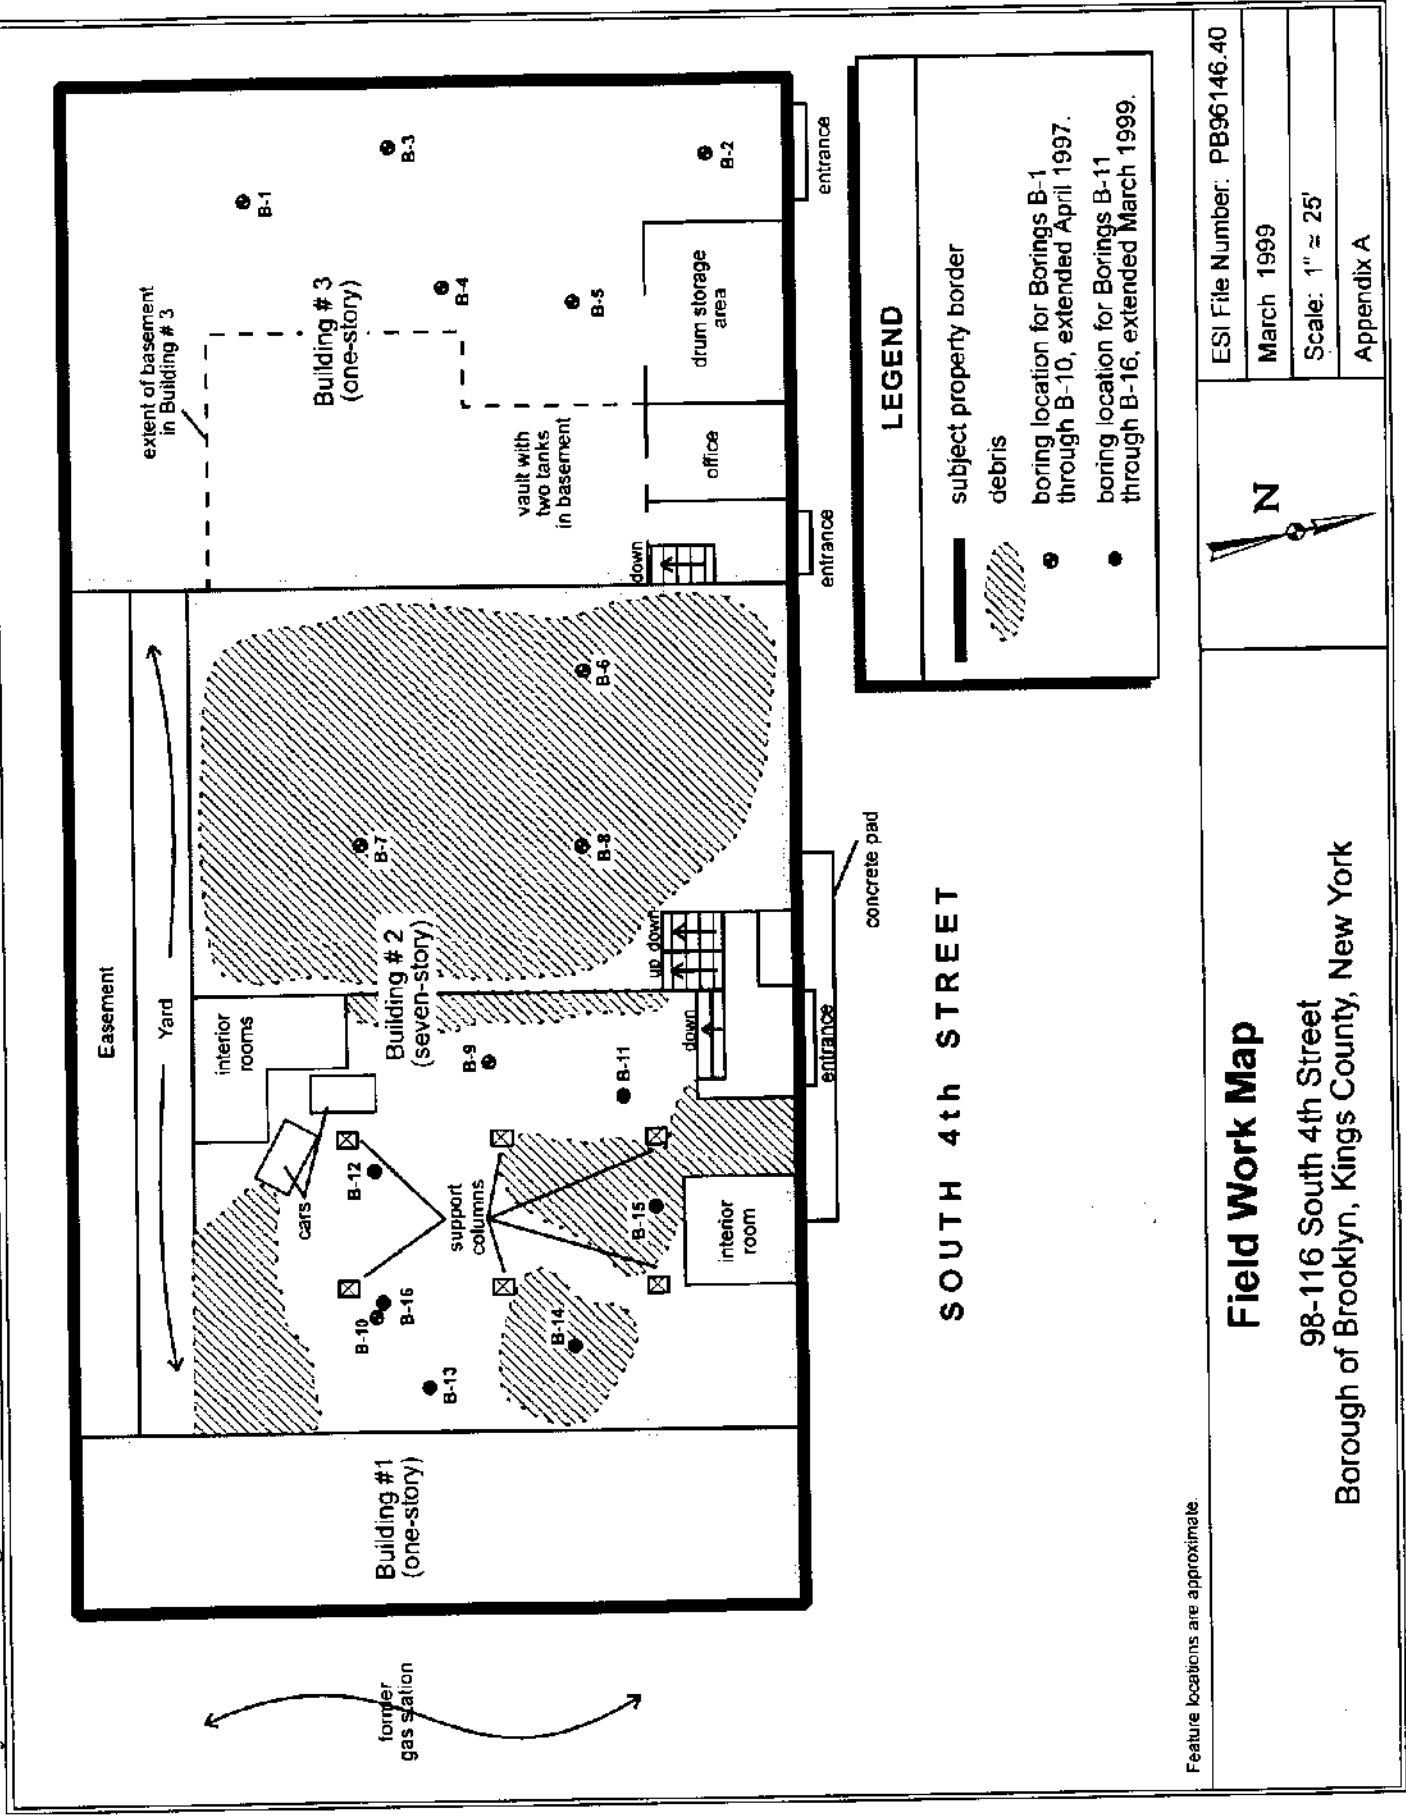 former
gas station
Building #1
(one-story)
Easement
Yard
interior
rooms
cars
Building # 2
(seven-story)
support
columns
B-6
B-7
B-8
B-9
B-10
B-11
B-12
B-13
B-14
B-15
B-16
interior
room
down
up down
entrance
concrete pad
extent of basement
in Building # 3
Building # 3
(one-story)
B-1
B-2
B-3
B-4
B-5
vault with
two tanks
in basement
down
office
drum storage
area
entrance
entrance
SOUTH 4th STREET
LEGEND
subject property border
debris
boring location for Borings B-1
through B-10, extended April 1997.
boring location for Borings B-11
through B-16, extended March 1999.
Feature locations are approximate.
Field Work Map
98-116 South 4th Street
Borough of Brooklyn, Kings County, New York
N
ESI File Number: PB96146.40
March 1999
Scale: 1" ≃ 25'
Appendix A